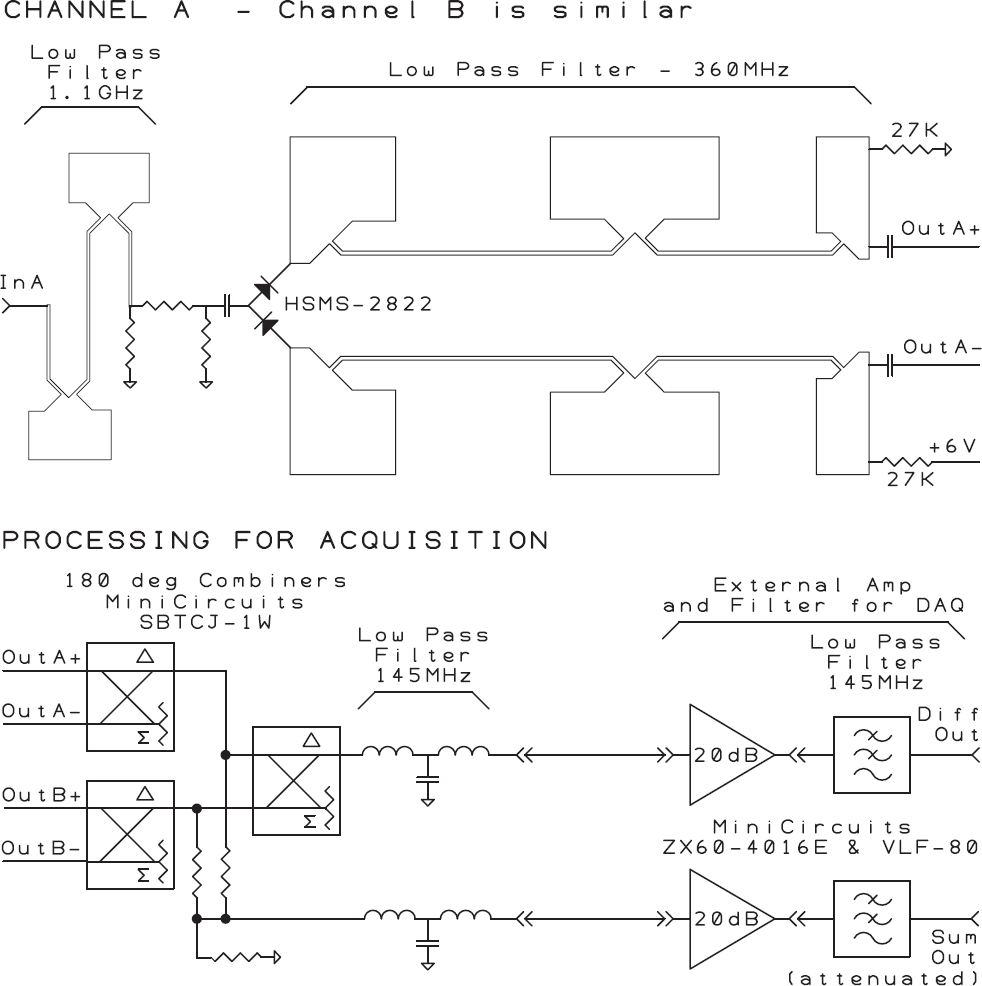 CHANNEL A - Channel B is similar
Low Pass
Filter
1.1GHz
Low Pass Filter - 360MHz
27K
OutA+
InA
HSMS-2822
OutA-
+6V
27K
PROCESSING FOR ACQUISITION
180 deg Combiners
MiniCircuits
SBTCJ-1W
External Amp
and Filter for DAQ
Low Pass
Filter
145MHz
Low Pass
Filter
145MHz
OutA+
Δ
OutA-
Σ
Δ
Σ
20dB
Diff
Out
OutB+
Δ
OutB-
Σ
MiniCircuits
ZX60-4016E & VLF-80
20dB
Sum
Out
(attenuated)